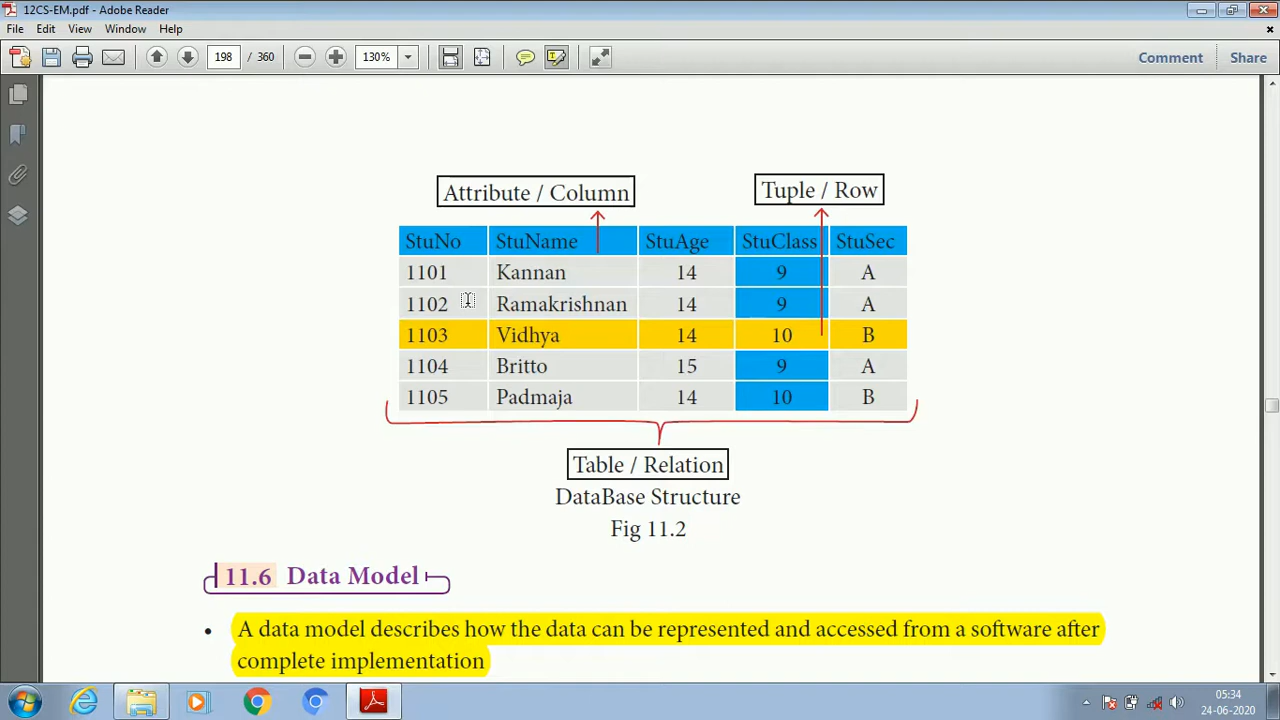 12CS-EM.pdf - Adobe Reader
File Edit View Window Help
198 / 360 130% Comment Share
Attribute / Column Tuple / Row
StuNo StuName StuAge StuClass StuSec
1101 Kannan 14 9 A
1102 Ramakrishnan 14 9 A
1103 Vidhya 14 10 B
1104 Britto 15 9 A
1105 Padmaja 14 10 B
Table / Relation
DataBase Structure
Fig 11.2
11.6 Data Model
• A data model describes how the data can be represented and accessed from a software after
complete implementation
05:34
24-06-2020